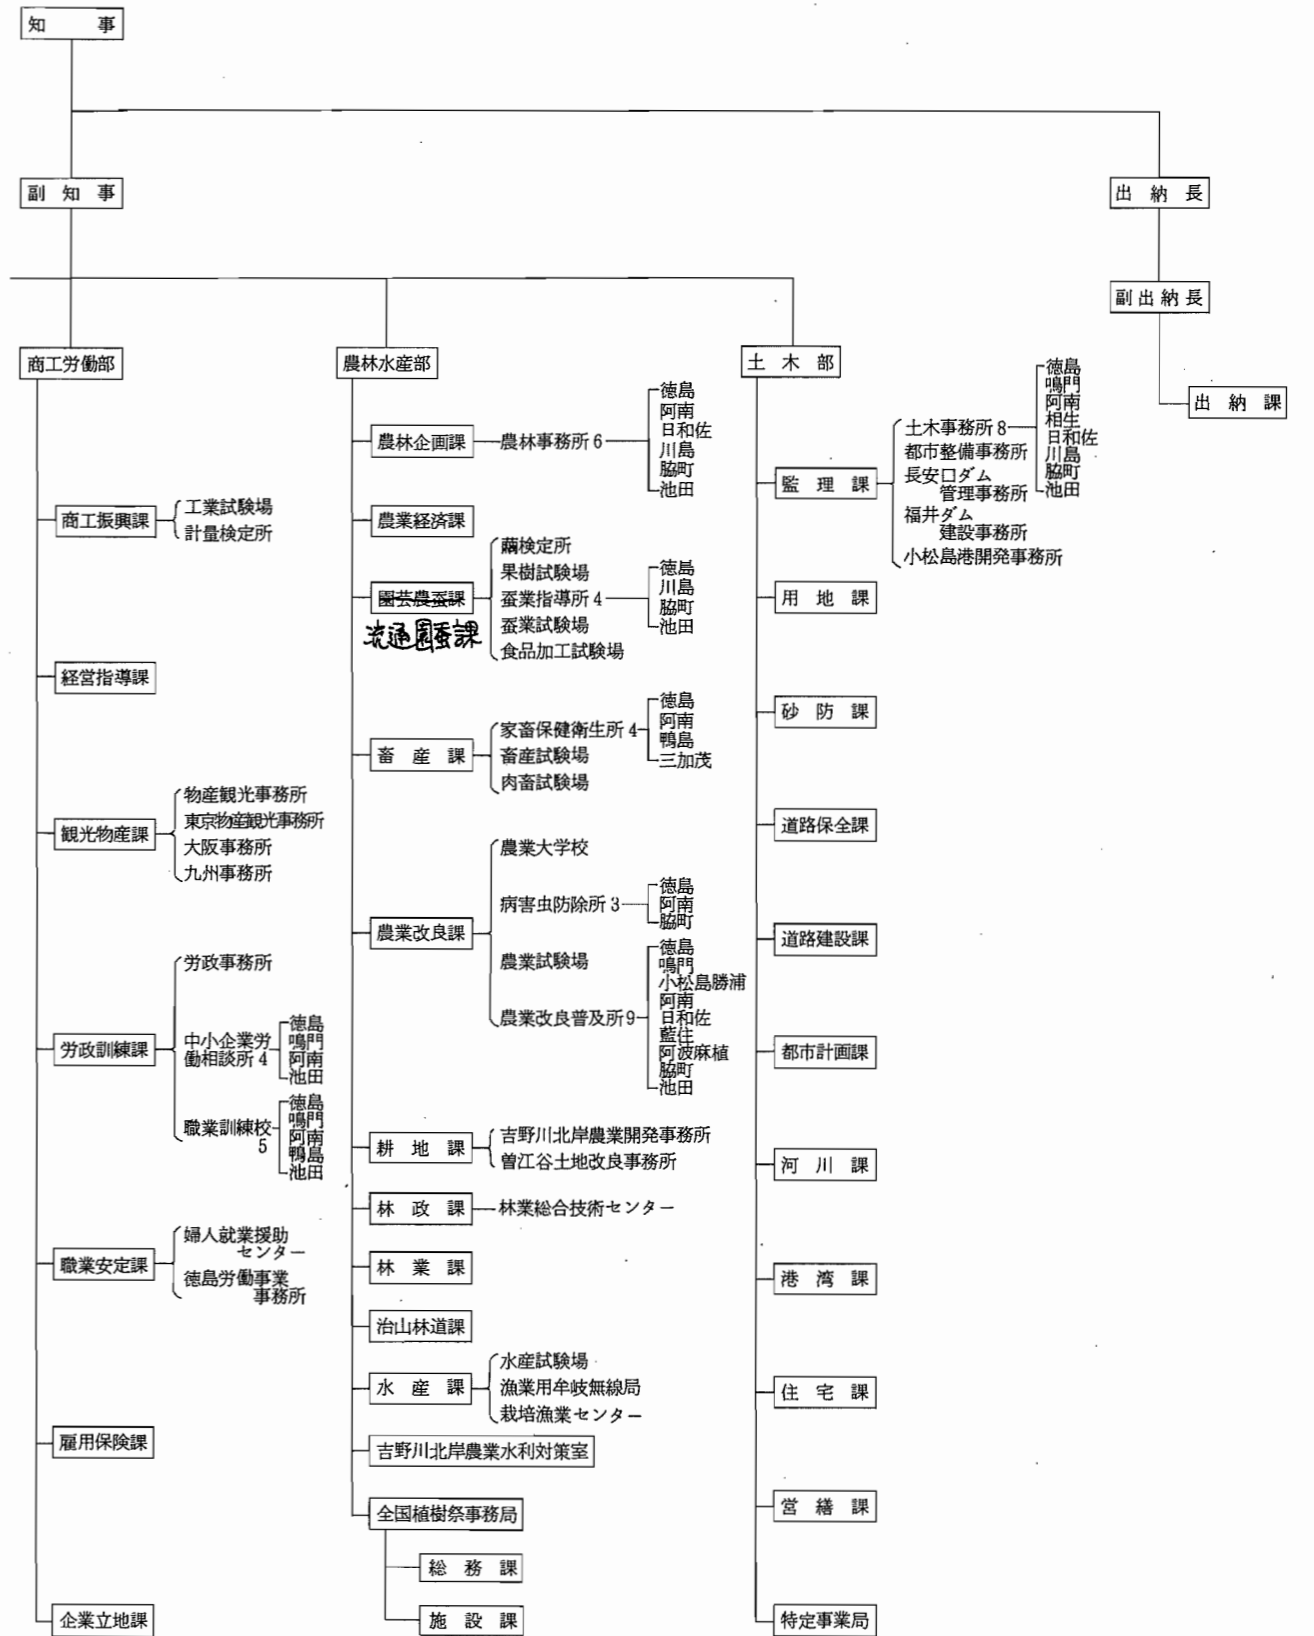 知事
副知事
出納長
副出納長
出納課
商工労働部
商工振興課
工業試験場
計量検定所
経営指導課
観光物産課
物産観光事務所
東京物産観光事務所
大阪事務所
九州事務所
労政訓練課
労政事務所
中小企業労
働相談所4
徳島
鳴門
阿南
池田
職業訓練校
5
徳島
鳴門
阿南
鴨島
池田
職業安定課
婦人就業援助
センター
徳島労働事業
事務所
雇用保険課
企業立地課
農林水産部
農林企画課
農林事務所6
徳島
阿南
日和佐
川島
脇町
池田
農業経済課
園芸農蚕課
流通園蚕課
繭検定所
果樹試験場
蚕業指導所4
徳島
川島
脇町
池田
蚕業試験場
食品加工試験場
畜産課
家畜保健衛生所4
徳島
阿南
鴨島
三加茂
畜産試験場
肉畜試験場
農業改良課
農業大学校
病害虫防除所3
徳島
阿南
脇町
農業試験場
農業改良普及所9
徳島
鳴門
小松島勝浦
阿南
日和佐
藍住
阿波麻植
脇町
池田
耕地課
吉野川北岸農業開発事務所
曽江谷土地改良事務所
林政課
林業総合技術センター
林業課
治山林道課
水産課
水産試験場
漁業用牟岐無線局
栽培漁業センター
吉野川北岸農業水利対策室
全国植樹祭事務局
総務課
施設課
土木部
監理課
土木事務所8
徳島
鳴門
阿南
相生
日和佐
川島
脇町
池田
都市整備事務所
長安口ダム
管理事務所
福井ダム
建設事務所
小松島港開発事務所
用地課
砂防課
道路保全課
道路建設課
都市計画課
河川課
港湾課
住宅課
営繕課
特定事業局